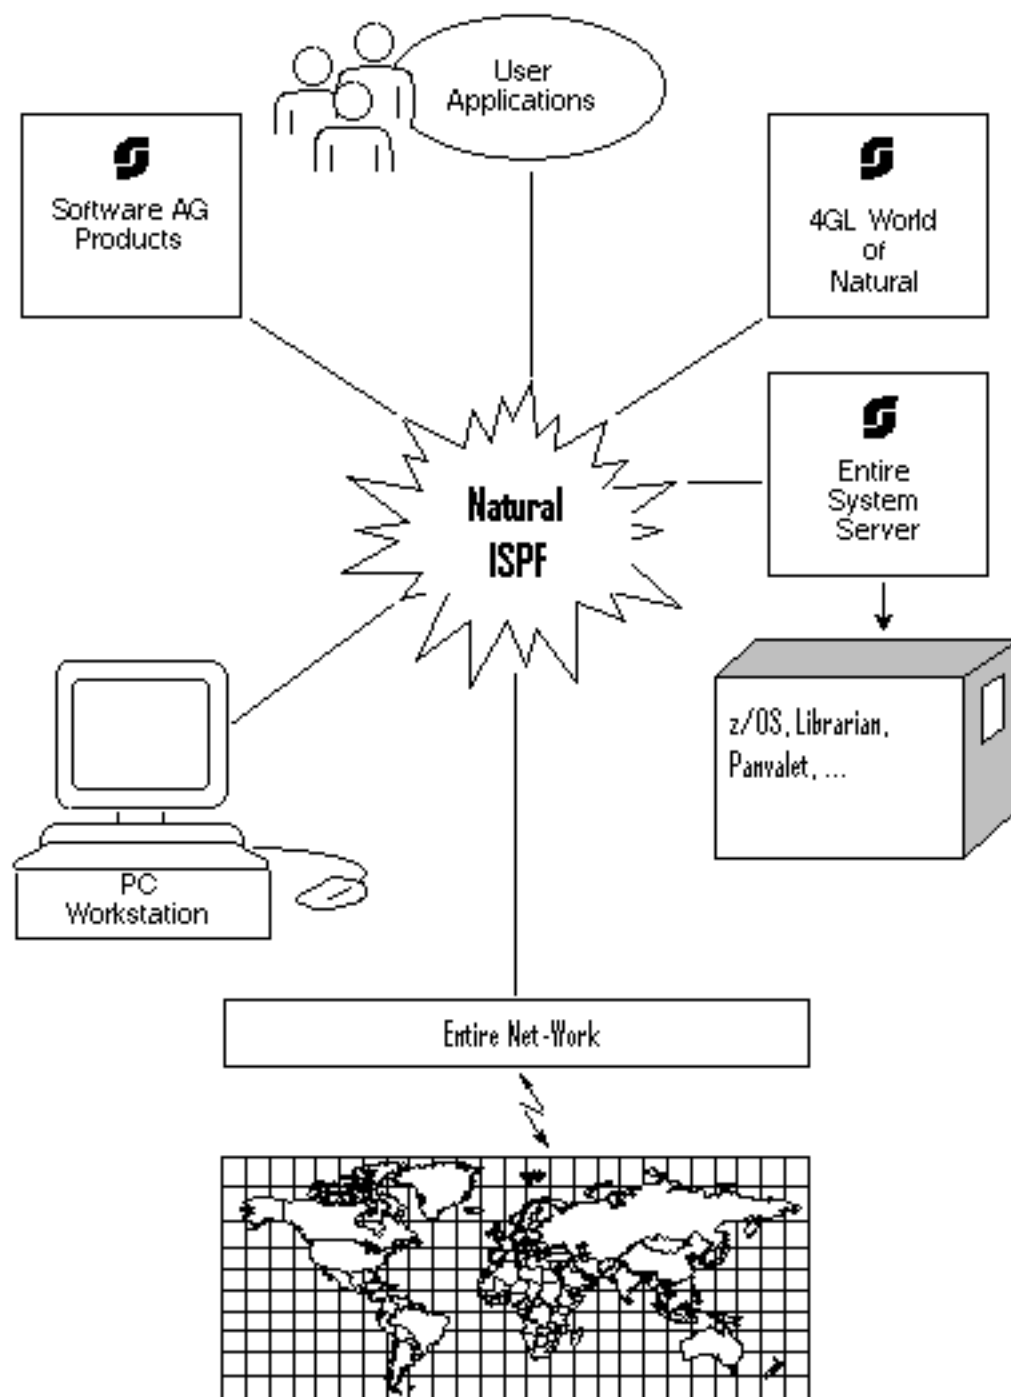 User
Applications
Software AG
Products
4GL World
of
Natural
Entire
System
Server
Natural
ISPF
z/OS, Librarian,
Panvalet, ...
PC
Workstation
Entire Net-Work